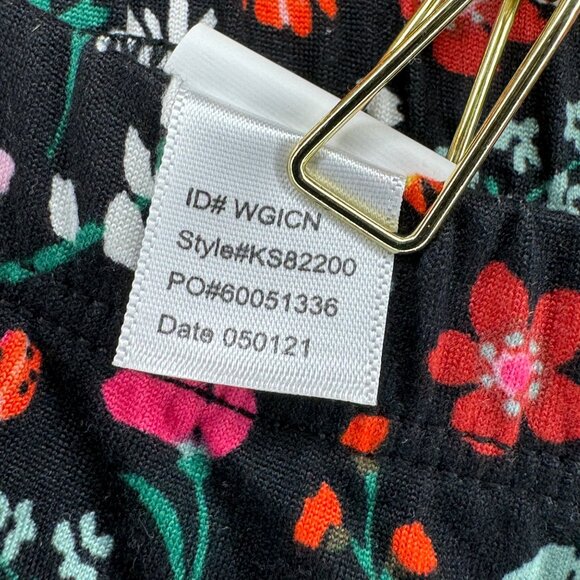 ID# WGICN
Style#KS82200
PO#60051336
Date 050121